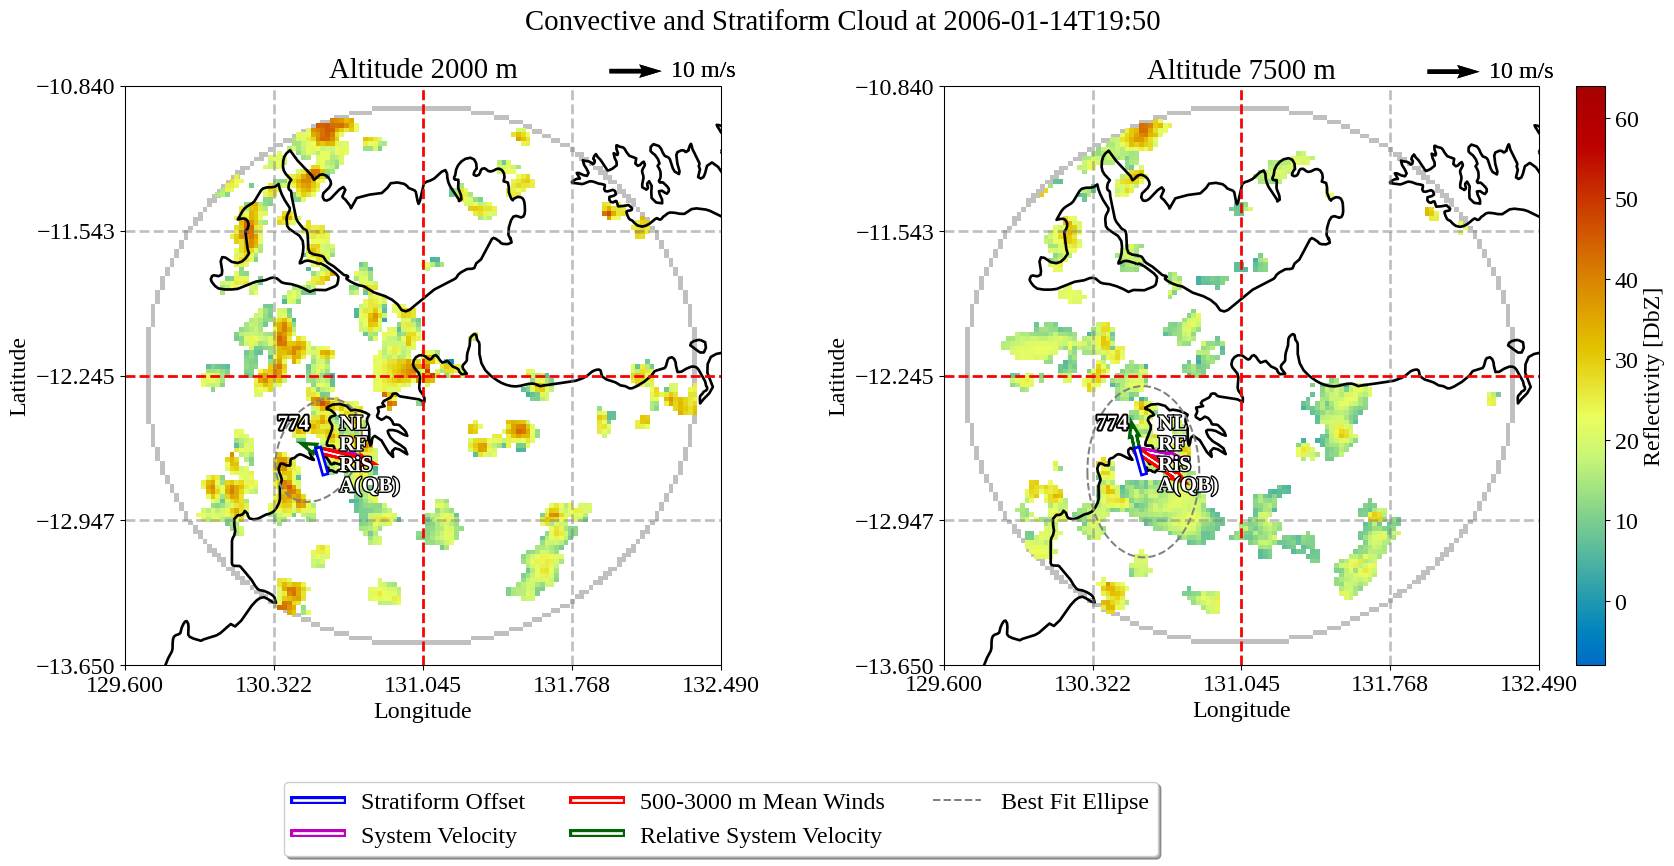 Convective and Stratiform Cloud at 2006-01-14T19:50
Altitude 2000 m
10 m/s
−10.840
−11.543
−12.245
−12.947
−13.650
Latitude
774
NL
RF
RiS
A(QB)
129.600
130.322
131.045
131.768
132.490
Longitude
Altitude 7500 m
10 m/s
−10.840
−11.543
−12.245
−12.947
−13.650
Latitude
774
NL
RF
RiS
A(QB)
129.600
130.322
131.045
131.768
132.490
Longitude
60
50
40
30
20
10
0
Reflectivity [DbZ]
Stratiform Offset
System Velocity
500-3000 m Mean Winds
Relative System Velocity
Best Fit Ellipse